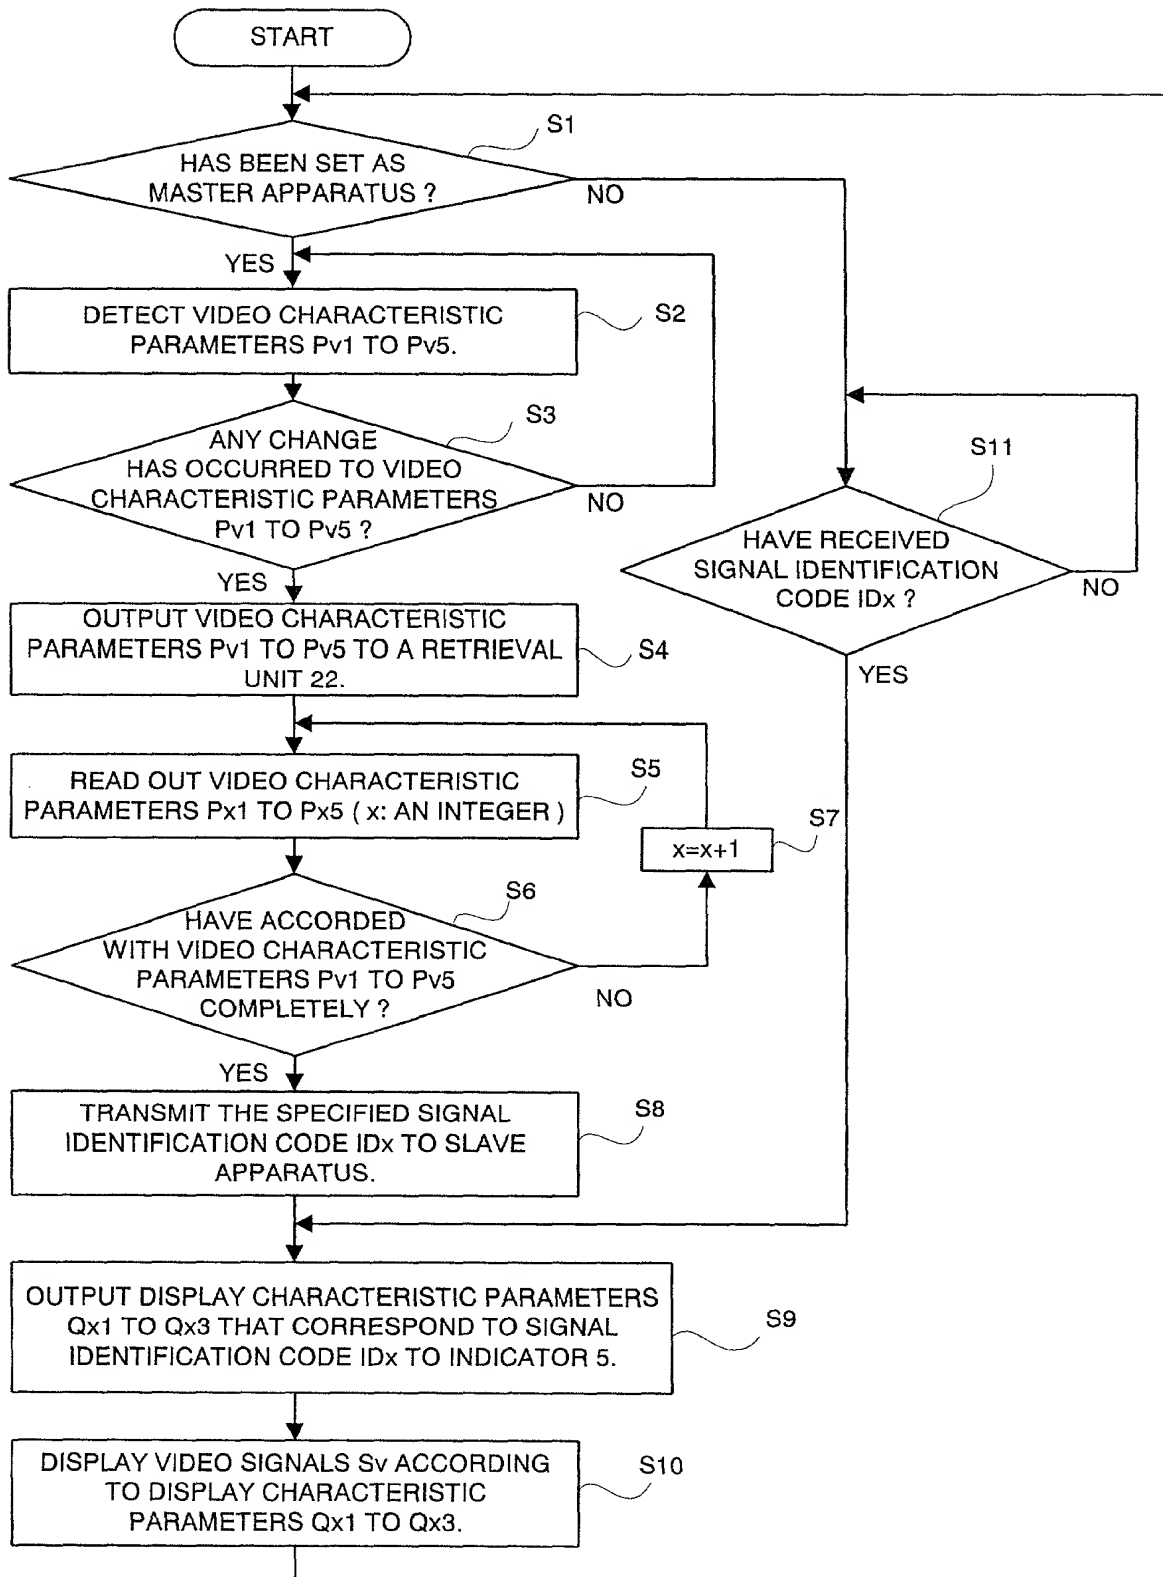 START
S1
HAS BEEN SET AS
MASTER APPARATUS ?
NO
YES
DETECT VIDEO CHARACTERISTIC
PARAMETERS Pv1 TO Pv5.
S2
S3
ANY CHANGE
HAS OCCURRED TO VIDEO
CHARACTERISTIC PARAMETERS
Pv1 TO Pv5 ?
NO
YES
S11
HAVE RECEIVED
SIGNAL IDENTIFICATION
CODE IDx ?
NO
YES
OUTPUT VIDEO CHARACTERISTIC
PARAMETERS Pv1 TO Pv5 TO A RETRIEVAL
UNIT 22.
S4
READ OUT VIDEO CHARACTERISTIC
PARAMETERS Px1 TO Px5 ( x: AN INTEGER )
S5
S7
x=x+1
S6
HAVE ACCORDED
WITH VIDEO CHARACTERISTIC
PARAMETERS Pv1 TO Pv5
COMPLETELY ?
NO
YES
TRANSMIT THE SPECIFIED SIGNAL
IDENTIFICATION CODE IDx TO SLAVE
APPARATUS.
S8
OUTPUT DISPLAY CHARACTERISTIC PARAMETERS
Qx1 TO Qx3 THAT CORRESPOND TO SIGNAL
IDENTIFICATION CODE IDx TO INDICATOR 5.
S9
DISPLAY VIDEO SIGNALS Sv ACCORDING
TO DISPLAY CHARACTERISTIC
PARAMETERS Qx1 TO Qx3.
S10